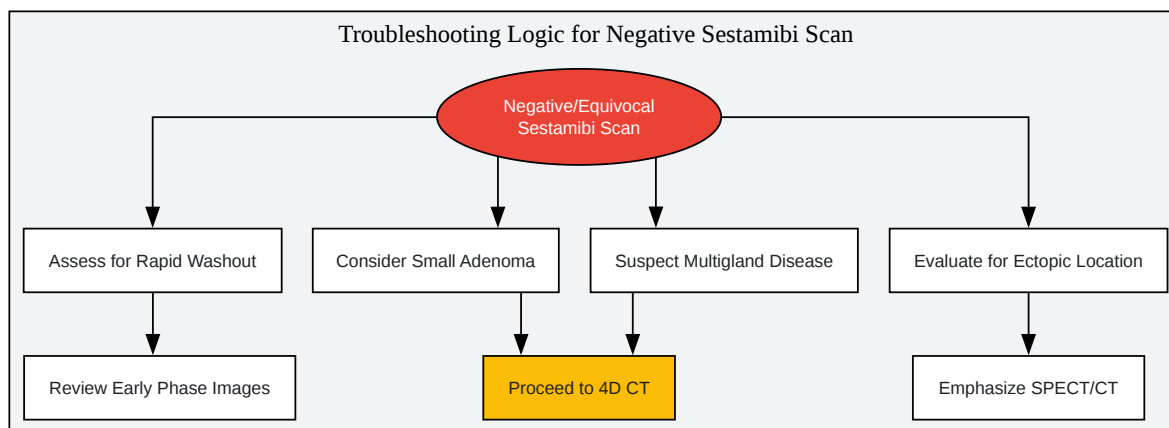 Troubleshooting Logic for Negative Sestamibi Scan
Negative/Equivocal
Sestamibi Scan
Assess for Rapid Washout
Consider Small Adenoma
Suspect Multigland Disease
Evaluate for Ectopic Location
Review Early Phase Images
Proceed to 4D CT
Emphasize SPECT/CT